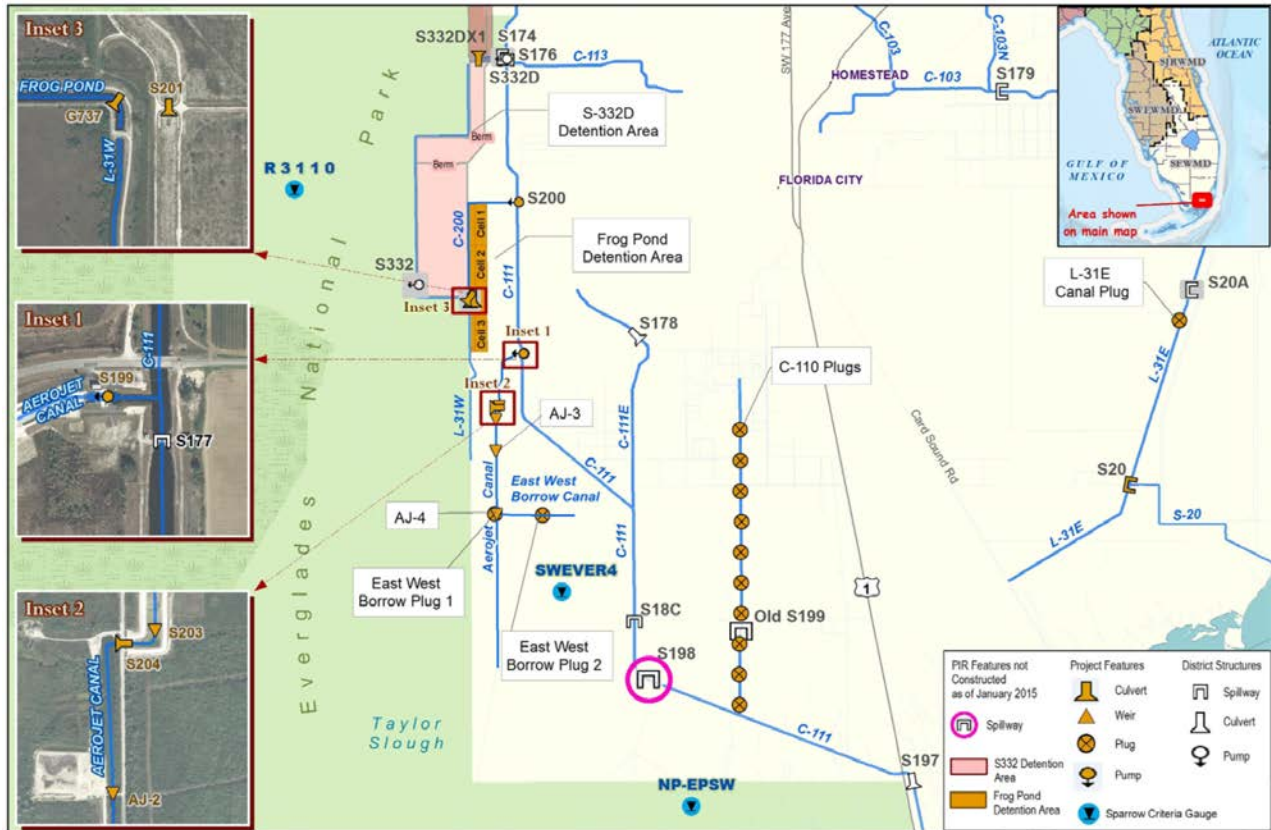 Inset 3
FROG POND
S201
G737
L-31W
Inset 1
C-111
S199
AEROJET
CANAL
S177
Inset 2
S203
S204
AEROJET CANAL
AJ-2
S332DX1
S174
S176
S332D
C-113
S-332D
Detention Area
Berm
Berm
R3110
Everglades National Park
S200
C-200
Cell 1
Cell 2
Cell 3
C-111
Frog Pond
Detention Area
S332
Inset 3
Inset 1
Inset 2
L-31W
AJ-3
S178
C-111E
C-111
Canal
Aerojet
East West
Borrow Canal
AJ-4
East West
Borrow Plug 1
East West
Borrow Plug 2
SWEVER4
C-111
S18C
S198
Taylor
Slough
NP-EPSW
C-110 Plugs
Old S199
C-111
S197
SW 177 Ave
C-103
HOMESTEAD
C-103
C-103N
S179
FLORIDA CITY
Card Sound Rd
1
L-31E
Canal Plug
S20A
L-31E
S20
L-31E
S-20
ATLANTIC
OCEAN
SJRWMD
SWFWMD
SFWMD
GULF OF
MEXICO
Area shown
on main map
PIR Features not
Constructed
as of January 2015
Spillway
S332 Detention
Area
Frog Pond
Detention Area
Project Features
Culvert
Weir
Plug
Pump
Sparrow Criteria Gauge
District Structures
Spillway
Culvert
Pump